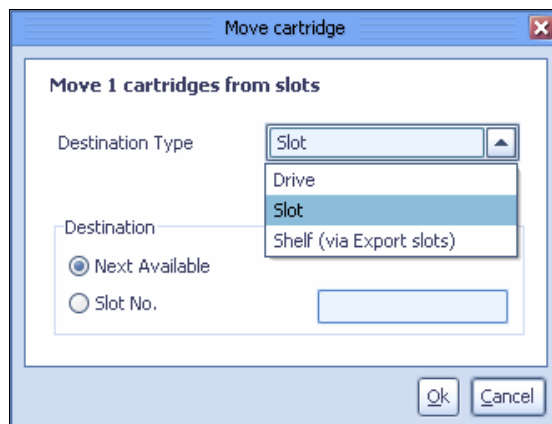 Move cartridge
Move 1 cartridges from slots
Destination Type
Slot
Drive
Slot
Shelf (via Export slots)
Destination
Next Available
Slot No.
Ok
Cancel